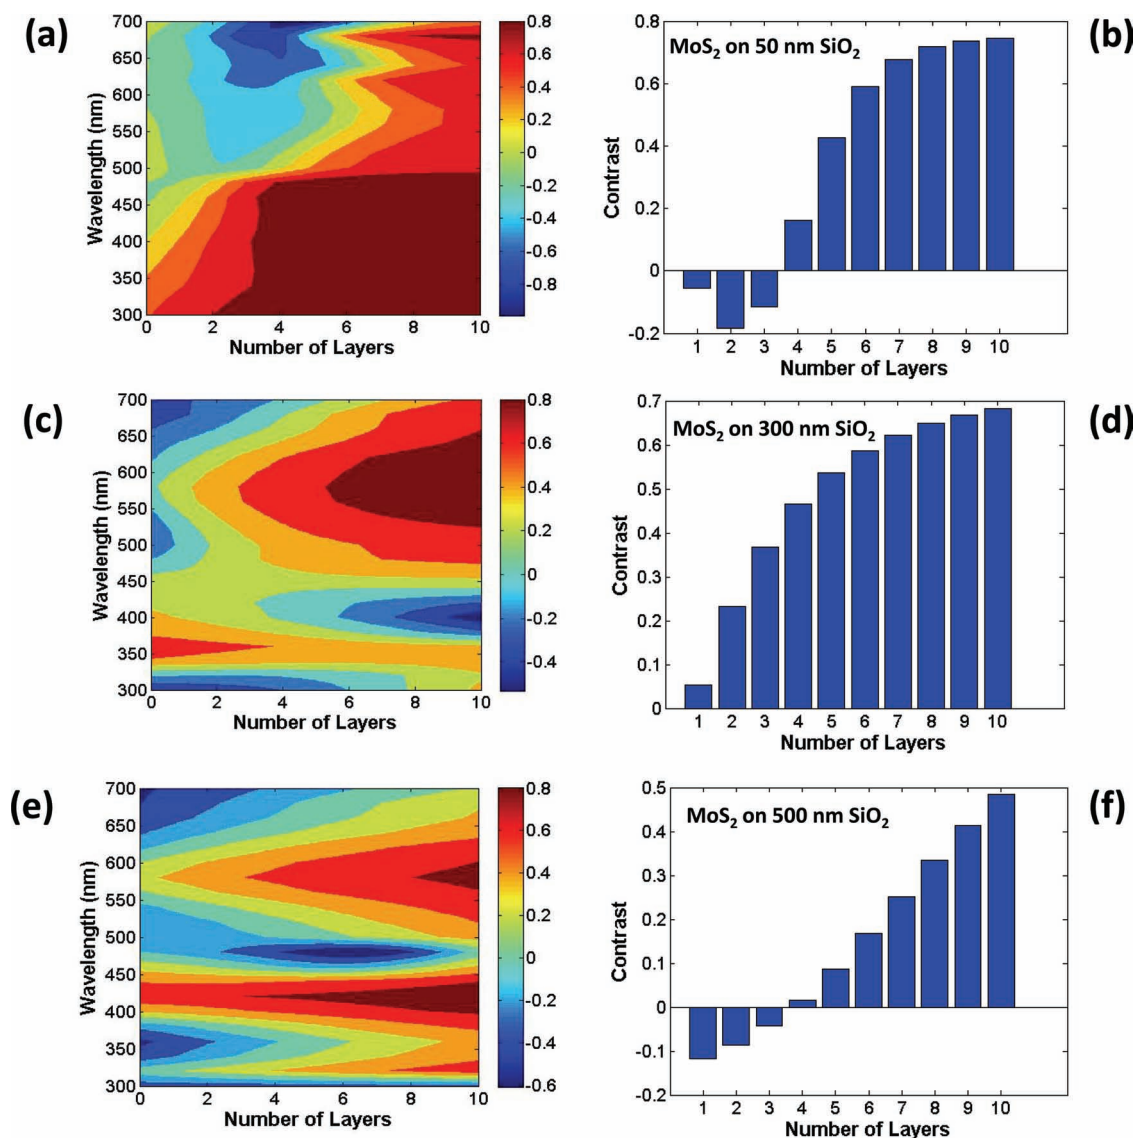 (a)
700
650
600
550
500
450
400
350
300
Wavelength (nm)
0 2 4 6 8 10
Number of Layers
0.8
0.6
0.4
0.2
0
-0.2
-0.4
-0.6
-0.8
(b)
MoS2 on 50 nm SiO2
0.8
0.6
0.4
0.2
0
-0.2
Contrast
1 2 3 4 5 6 7 8 9 10
Number of Layers
(c)
700
650
600
550
500
450
400
350
300
Wavelength (nm)
0 2 4 6 8 10
Number of Layers
0.8
0.6
0.4
0.2
0
-0.2
-0.4
(d)
MoS2 on 300 nm SiO2
0.7
0.6
0.5
0.4
0.3
0.2
0.1
0
Contrast
1 2 3 4 5 6 7 8 9 10
Number of Layers
(e)
700
650
600
550
500
450
400
350
300
Wavelength (nm)
0 2 4 6 8 10
Number of Layers
0.8
0.6
0.4
0.2
0
-0.2
-0.4
-0.6
(f)
MoS2 on 500 nm SiO2
0.5
0.4
0.3
0.2
0.1
0
-0.1
-0.2
Contrast
1 2 3 4 5 6 7 8 9 10
Number of Layers